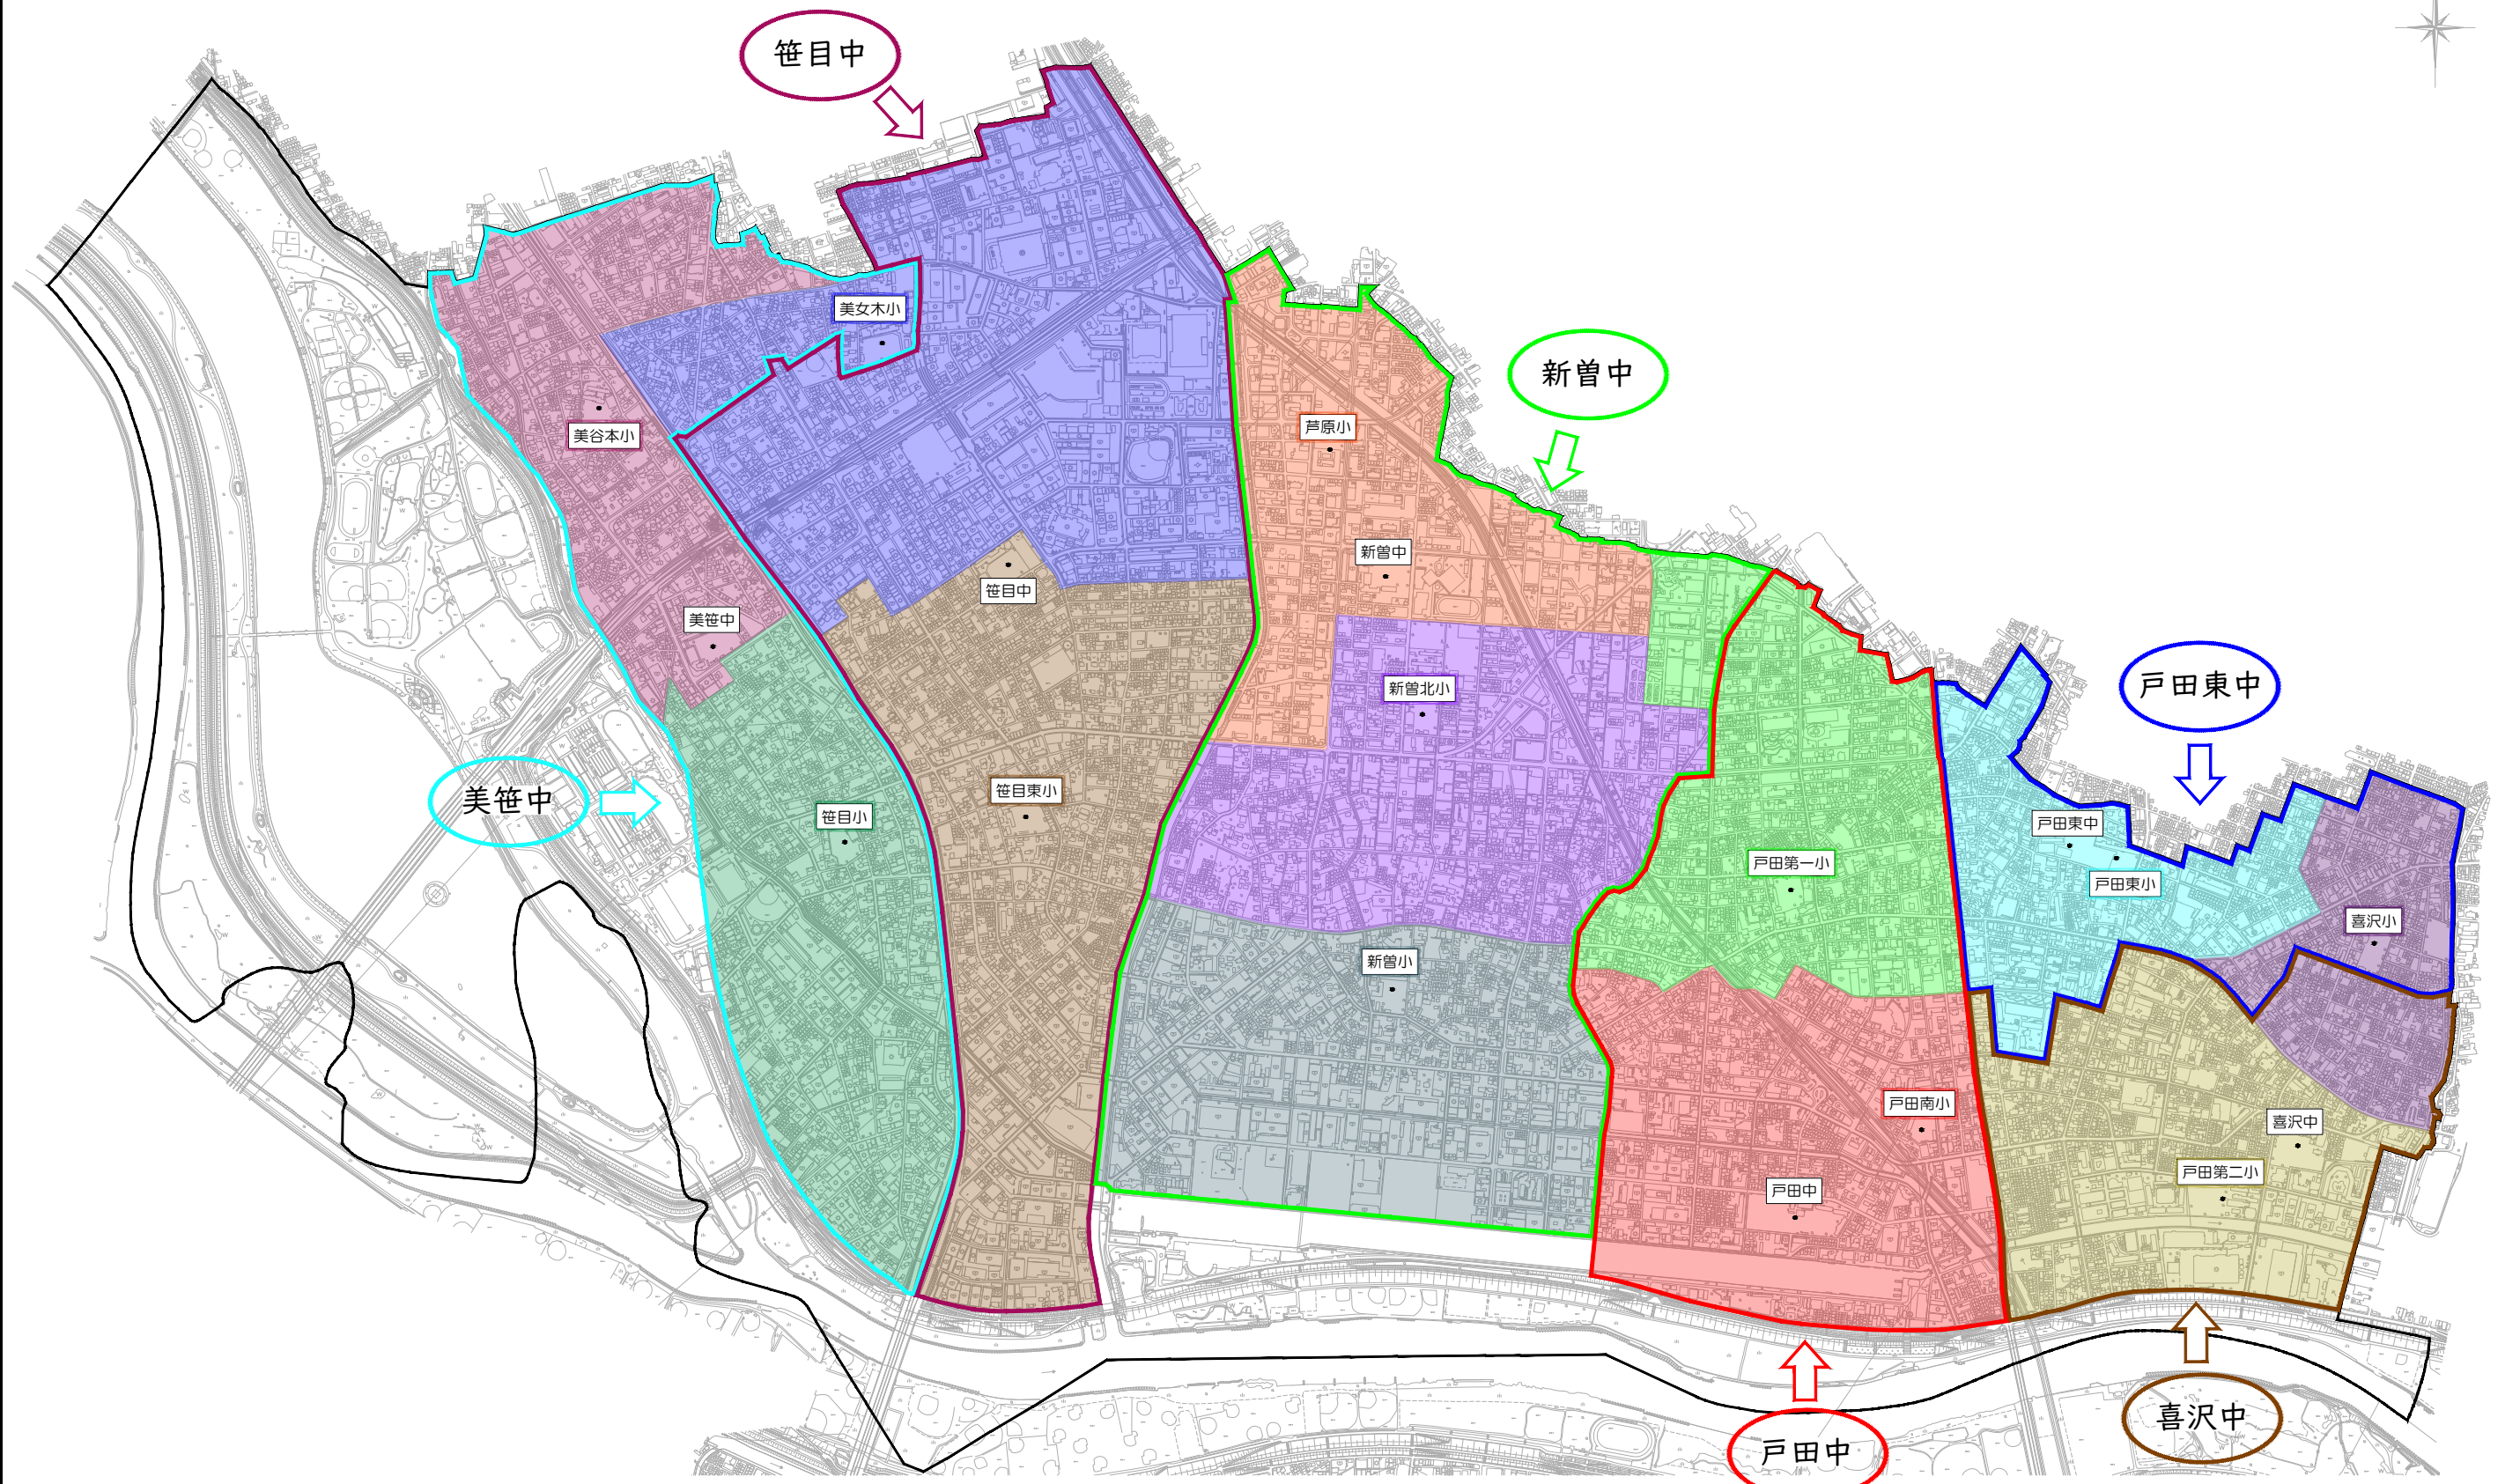 笹目中
美女木小
新曽中
芦原小
美谷本小
新曽中
笹目中
美笹中
戸田東中
新曽北小
美笹中
笹目東小
笹目小
戸田東中
戸田第一小
戸田東小
喜沢小
新曽小
戸田南小
喜沢中
戸田第二小
戸田中
喜沢中
戸田中